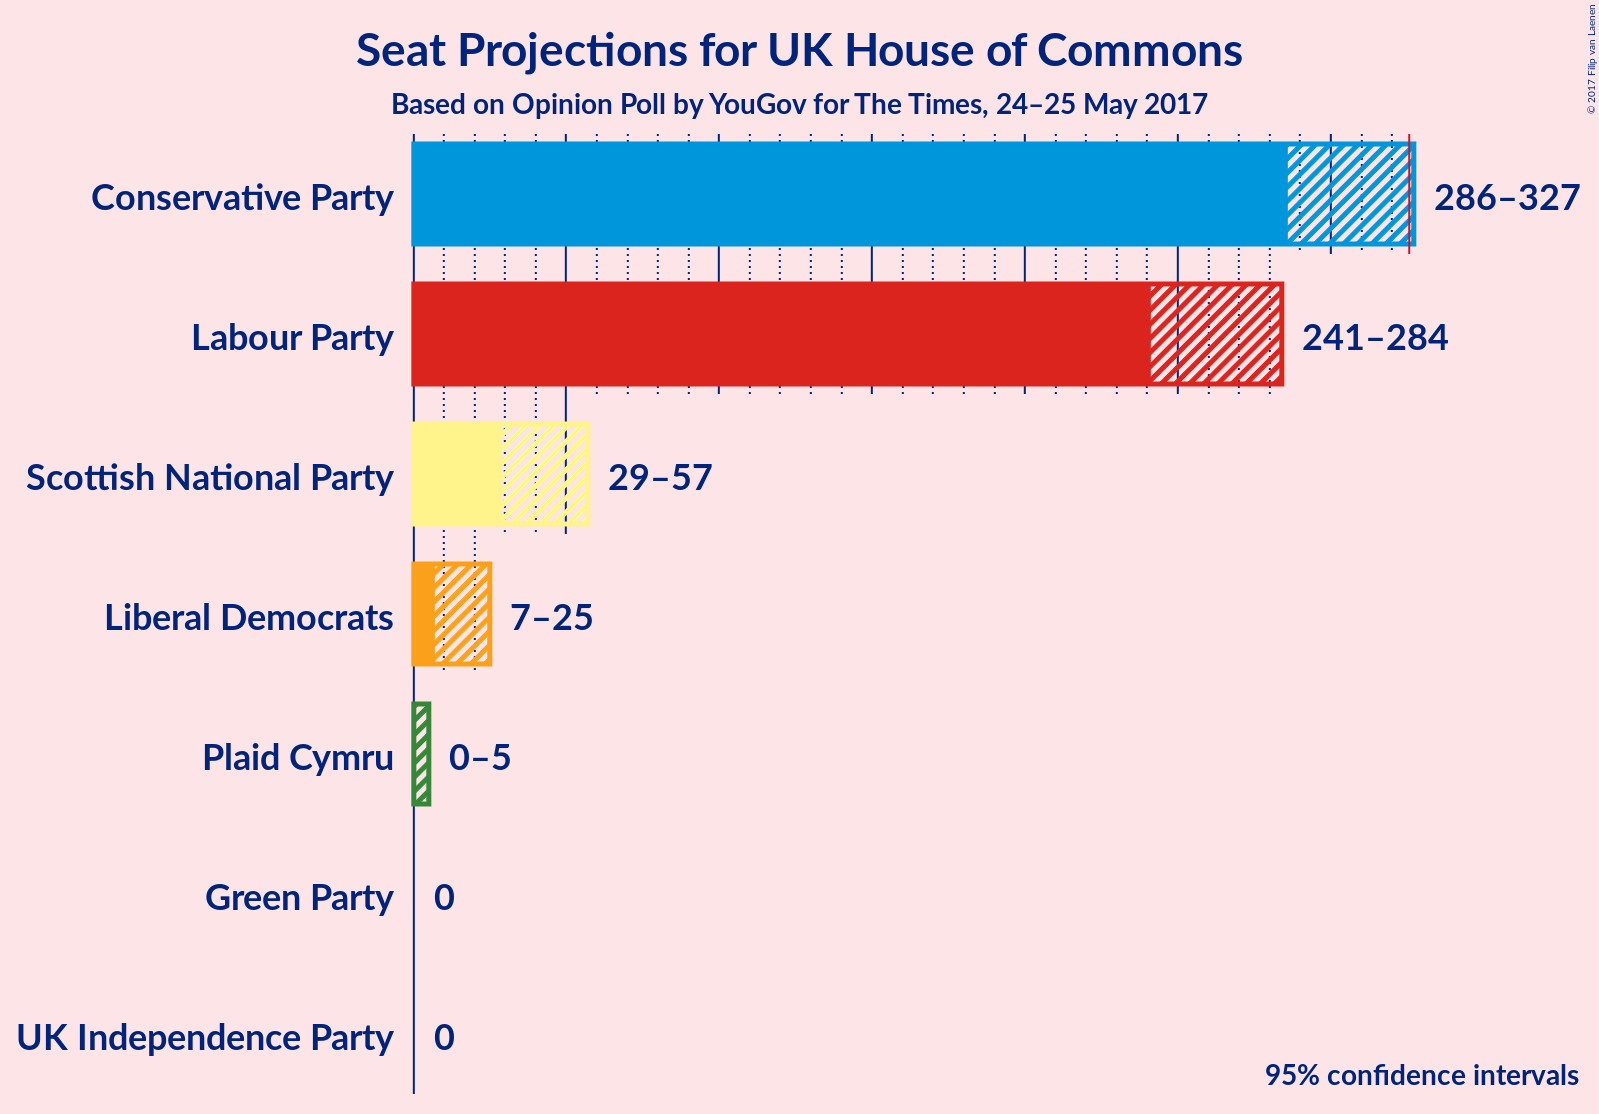 Seat Projections for UK House of Commons
Based on Opinion Poll by YouGov for The Times, 24–25 May 2017
© 2017 Filip van Laenen
Conservative Party 286–327
Labour Party 241–284
Scottish National Party 29–57
Liberal Democrats 7–25
Plaid Cymru 0–5
Green Party 0
UK Independence Party 0
95% confidence intervals